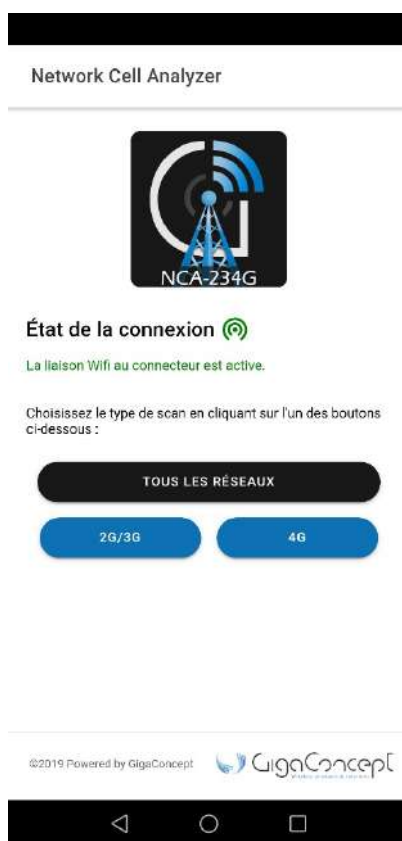 Network Cell Analyzer
NCA-234G
État de la connexion
La liaison Wifi au connecteur est active.
Choisissez le type de scan en cliquant sur l'un des boutons
ci-dessous :
TOUS LES RÉSEAUX
2G/3G
4G
©2019 Powered by GigaConcept
GigaConcept